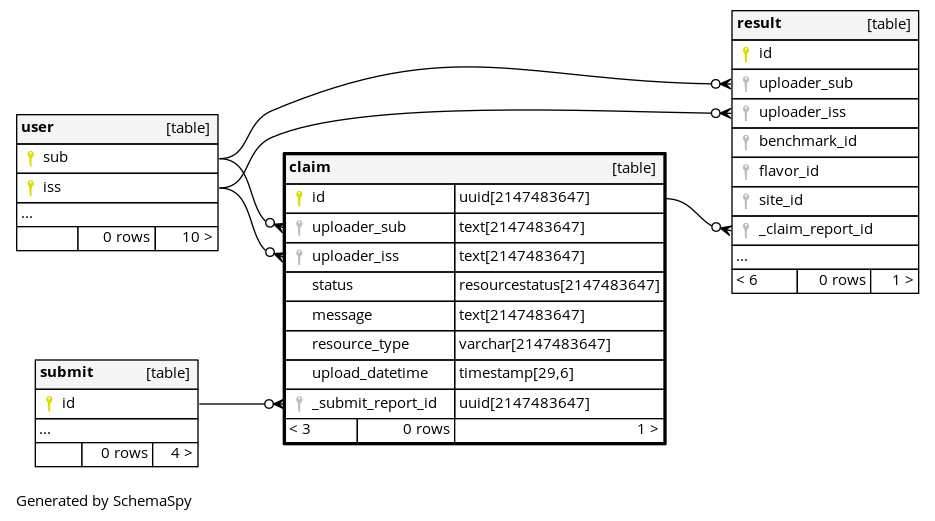 result [table]
id
uploader_sub
uploader_iss
benchmark_id
flavor_id
site_id
_claim_report_id
...
< 6 0 rows 1 >
user [table]
sub
iss
...
0 rows 10 >
claim [table]
id uuid[2147483647]
uploader_sub text[2147483647]
uploader_iss text[2147483647]
status resourcestatus[2147483647]
message text[2147483647]
resource_type varchar[2147483647]
upload_datetime timestamp[29,6]
_submit_report_id uuid[2147483647]
< 3 0 rows 1 >
submit [table]
id
...
0 rows 4 >
Generated by SchemaSpy